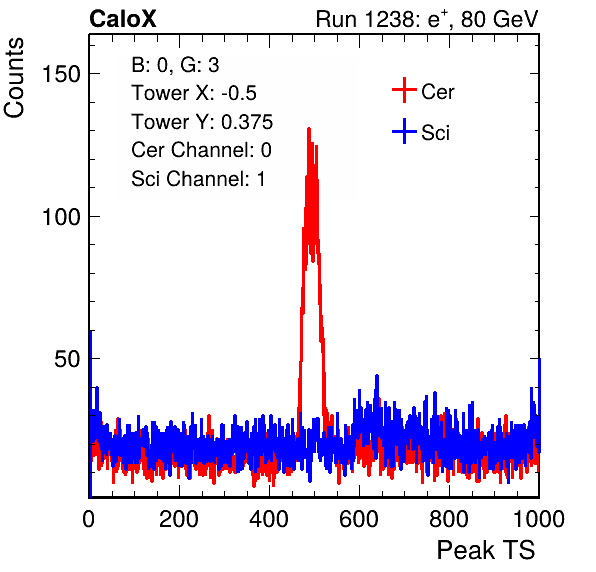 CaloX Run 1238: e⁺, 80 GeV
Counts
B: 0, G: 3
Tower X: -0.5
Tower Y: 0.375
Cer Channel: 0
Sci Channel: 1
Cer
Sci
150
100
50
0 200 400 600 800 1000
Peak TS